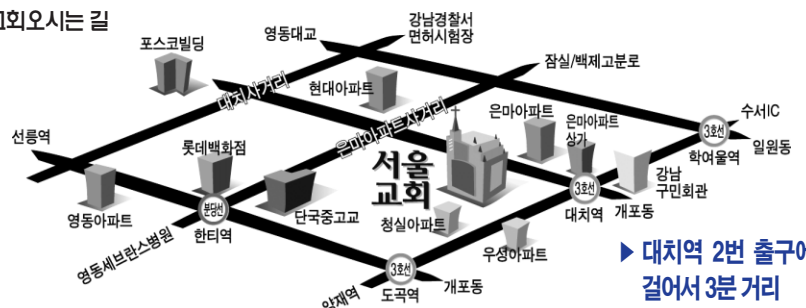 회오시는 길
포스코빌딩
영동대교
강남경찰서
면허시험장
잠실/백제고분로
대치사거리
현대아파트
은마아파트사거리
은마아파트
은마아파트
상가
수서IC
3호선
학여울역
일원동
선릉역
롯데백화점
서울
교회
강남
구민회관
영동아파트
분당선
한티역
단국중고교
청실아파트
3호선
대치역
개포동
영동세브란스병원
우성아파트
3호선
도곡역
개포동
양재역
▶ 대치역 2번 출구에
걸어서 3분 거리